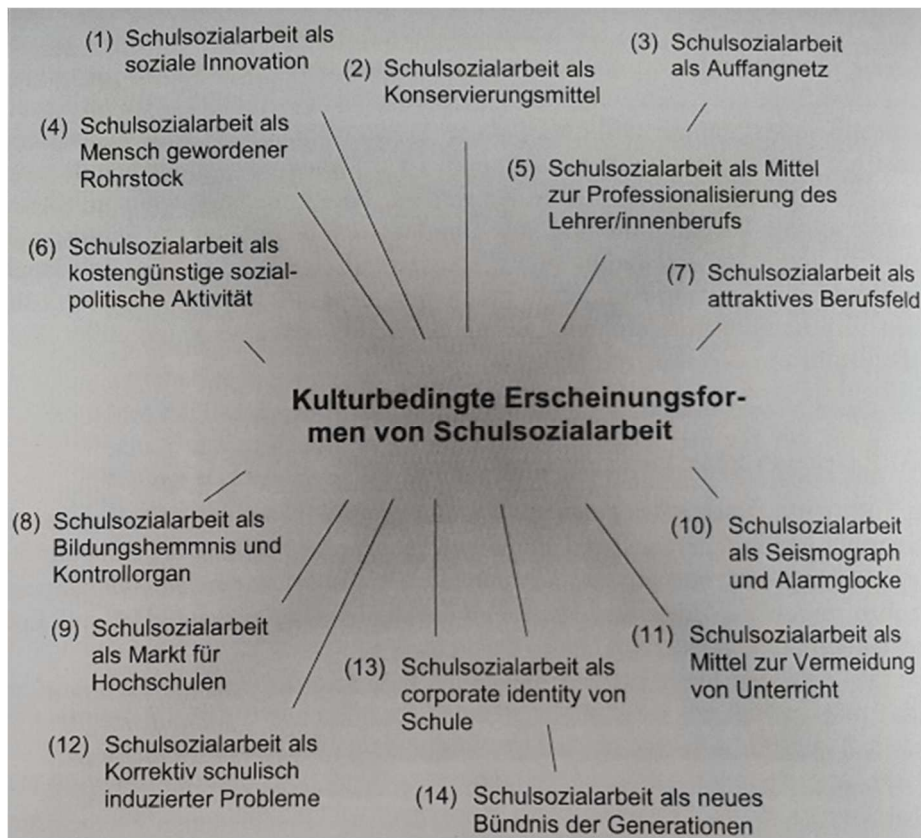 (1) Schulsozialarbeit als
soziale Innovation
(2) Schulsozialarbeit als
Konservierungsmittel
(3) Schulsozialarbeit
als Auffangnetz
(4) Schulsozialarbeit als
Mensch gewordener
Rohrstock
(5) Schulsozialarbeit als Mittel
zur Professionalisierung des
Lehrer/innenberufs
(6) Schulsozialarbeit als
kostengünstige sozial-
politische Aktivität
(7) Schulsozialarbeit als
attraktives Berufsfeld
Kulturbedingte Erscheinungsfor-
men von Schulsozialarbeit
(8) Schulsozialarbeit als
Bildungshemmnis und
Kontrollorgan
(9) Schulsozialarbeit
als Markt für
Hochschulen
(10) Schulsozialarbeit
als Seismograph
und Alarmglocke
(11) Schulsozialarbeit als
Mittel zur Vermeidung
von Unterricht
(12) Schulsozialarbeit als
Korrektiv schulisch
induzierter Probleme
(13) Schulsozialarbeit als
corporate identity von
Schule
(14) Schulsozialarbeit als neues
Bündnis der Generationen